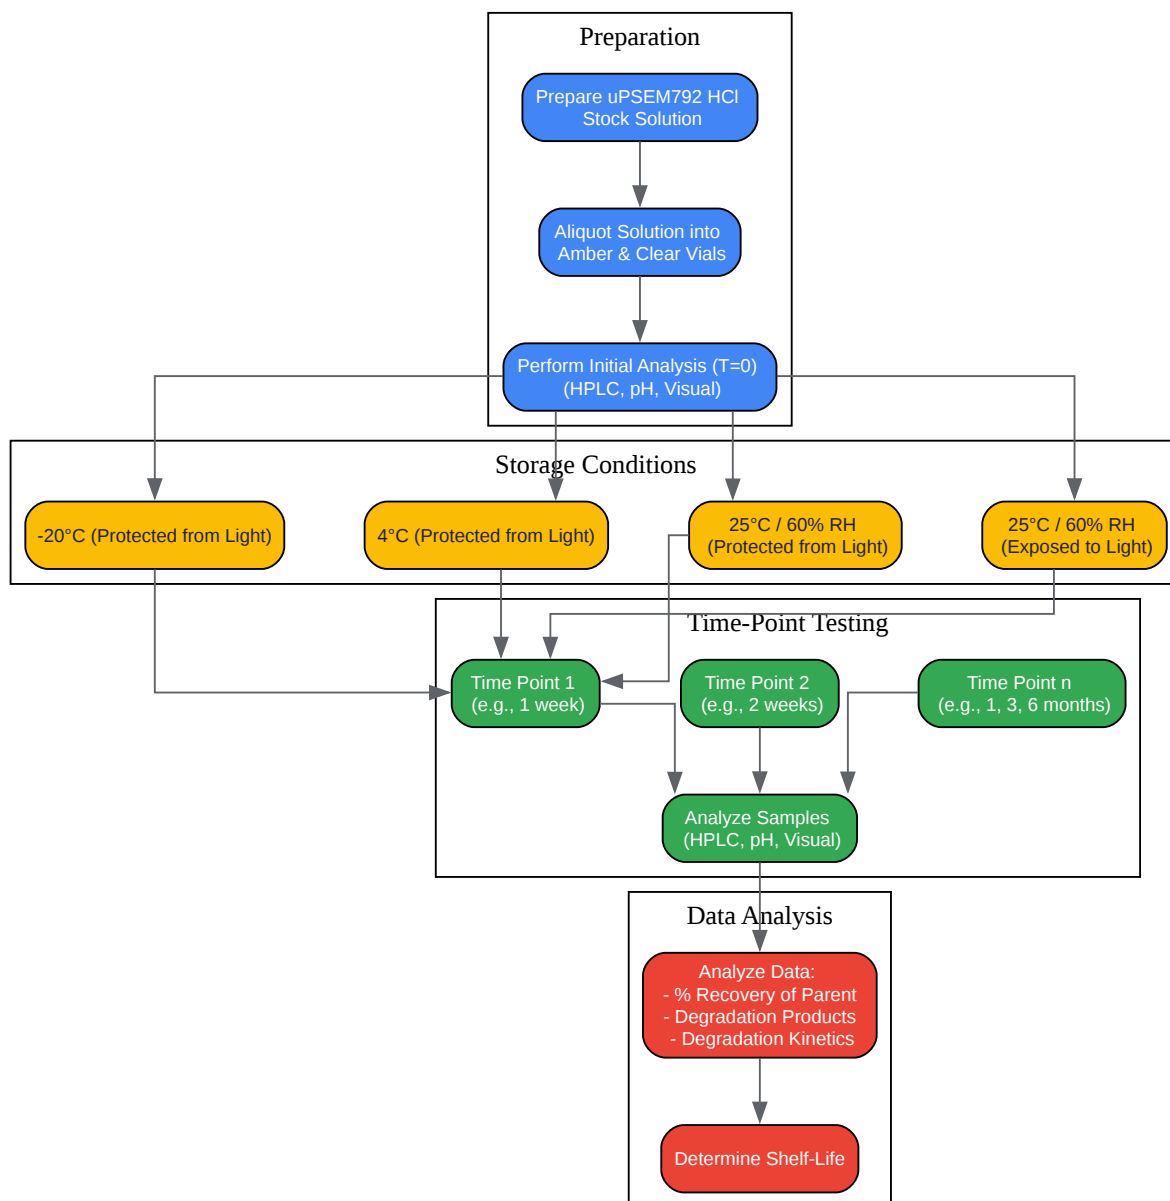 Preparation
Prepare uPSEM792 HCl
Stock Solution
Aliquot Solution into
Amber & Clear Vials
Perform Initial Analysis (T=0)
(HPLC, pH, Visual)
Storage Conditions
-20°C (Protected from Light)
4°C (Protected from Light)
25°C / 60% RH
(Protected from Light)
25°C / 60% RH
(Exposed to Light)
Time-Point Testing
Time Point 1
(e.g., 1 week)
Time Point 2
(e.g., 2 weeks)
Time Point n
(e.g., 1, 3, 6 months)
Analyze Samples
(HPLC, pH, Visual)
Data Analysis
Analyze Data:
- % Recovery of Parent
- Degradation Products
- Degradation Kinetics
Determine Shelf-Life